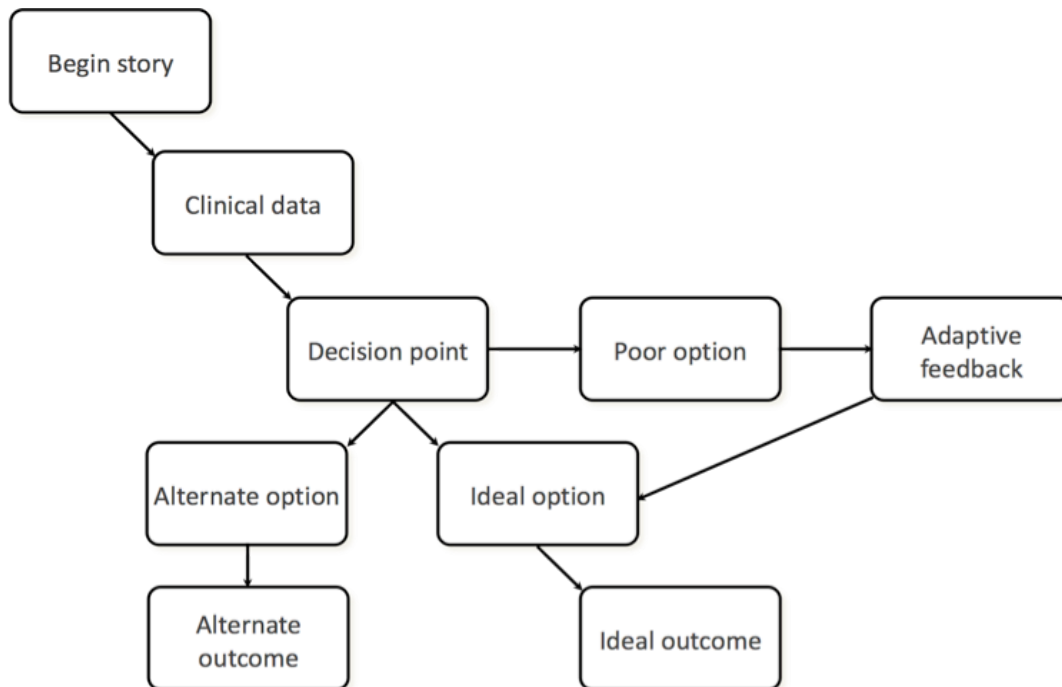 Begin story
Clinical data
Decision point
Poor option
Adaptive
feedback
Alternate option
Ideal option
Alternate
outcome
Ideal outcome